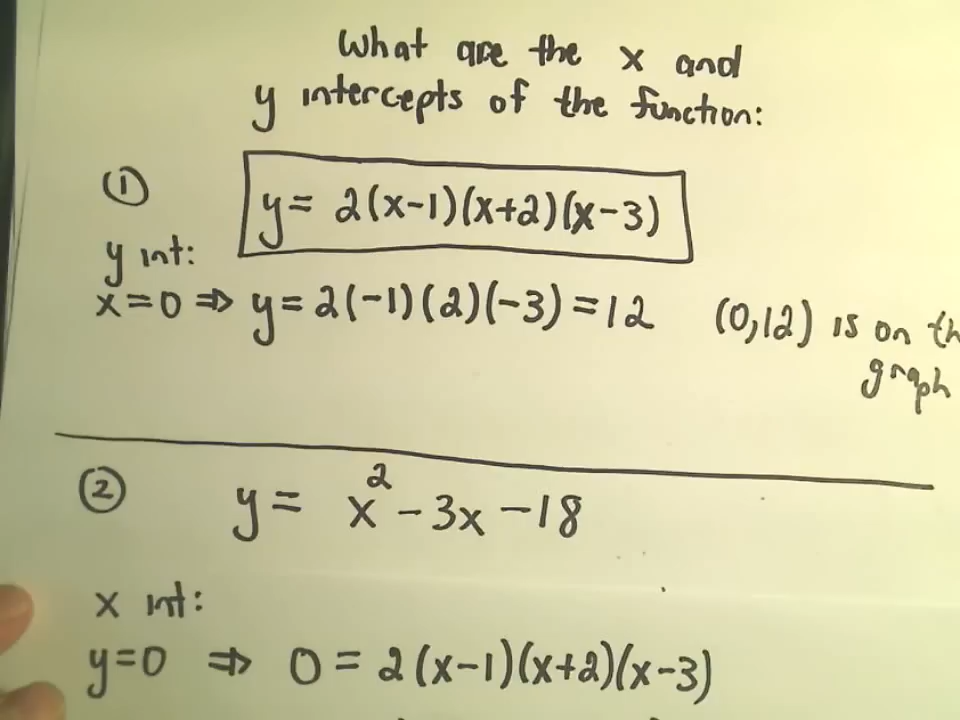 What are the x and
y intercepts of the function:
① y = 2(x-1)(x+2)(x-3)
y int:
x=0 ⇒ y = 2(-1)(2)(-3) = 12 (0,12) is on th
graph
② y = x² - 3x - 18
x int:
y=0 ⇒ 0 = 2(x-1)(x+2)(x-3)